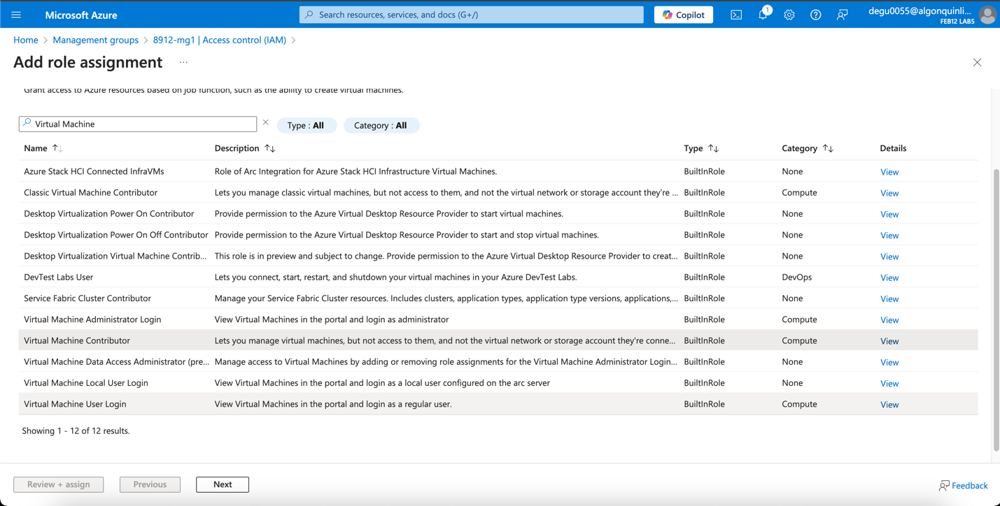 Microsoft Azure
Search resources, services, and docs (G+/)
Copilot
1
degu0055@algonquinli...
FEB12 LAB5
Home > Management groups > 8912-mg1 | Access control (IAM) >
Add role assignment ...
Grant access to Azure resources based on job function, such as the ability to create virtual machines.
Virtual Machine
Type : All
Category : All
Name Description Type Category Details
Azure Stack HCI Connected InfraVMs Role of Arc Integration for Azure Stack HCI Infrastructure Virtual Machines. BuiltInRole None View
Classic Virtual Machine Contributor Lets you manage classic virtual machines, but not access to them, and not the virtual network or storage account they're ... BuiltInRole Compute View
Desktop Virtualization Power On Contributor Provide permission to the Azure Virtual Desktop Resource Provider to start virtual machines. BuiltInRole None View
Desktop Virtualization Power On Off Contributor Provide permission to the Azure Virtual Desktop Resource Provider to start and stop virtual machines. BuiltInRole None View
Desktop Virtualization Virtual Machine Contrib... This role is in preview and subject to change. Provide permission to the Azure Virtual Desktop Resource Provider to creat... BuiltInRole None View
DevTest Labs User Lets you connect, start, restart, and shutdown your virtual machines in your Azure DevTest Labs. BuiltInRole DevOps View
Service Fabric Cluster Contributor Manage your Service Fabric Cluster resources. Includes clusters, application types, application type versions, applications,... BuiltInRole None View
Virtual Machine Administrator Login View Virtual Machines in the portal and login as administrator BuiltInRole Compute View
Virtual Machine Contributor Lets you manage virtual machines, but not access to them, and not the virtual network or storage account they're conne... BuiltInRole Compute View
Virtual Machine Data Access Administrator (pre... Manage access to Virtual Machines by adding or removing role assignments for the Virtual Machine Administrator Login... BuiltInRole None View
Virtual Machine Local User Login View Virtual Machines in the portal and login as a local user configured on the arc server BuiltInRole None View
Virtual Machine User Login View Virtual Machines in the portal and login as a regular user. BuiltInRole Compute View
Showing 1 - 12 of 12 results.
Review + assign
Previous
Next
Feedback